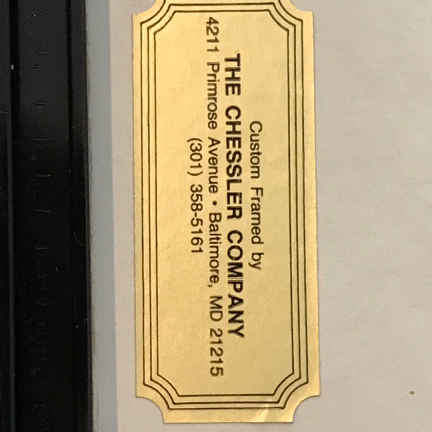 Custom Framed by
THE CHESSLER COMPANY
4211 Primrose Avenue • Baltimore, MD 21215
(301) 358-5161